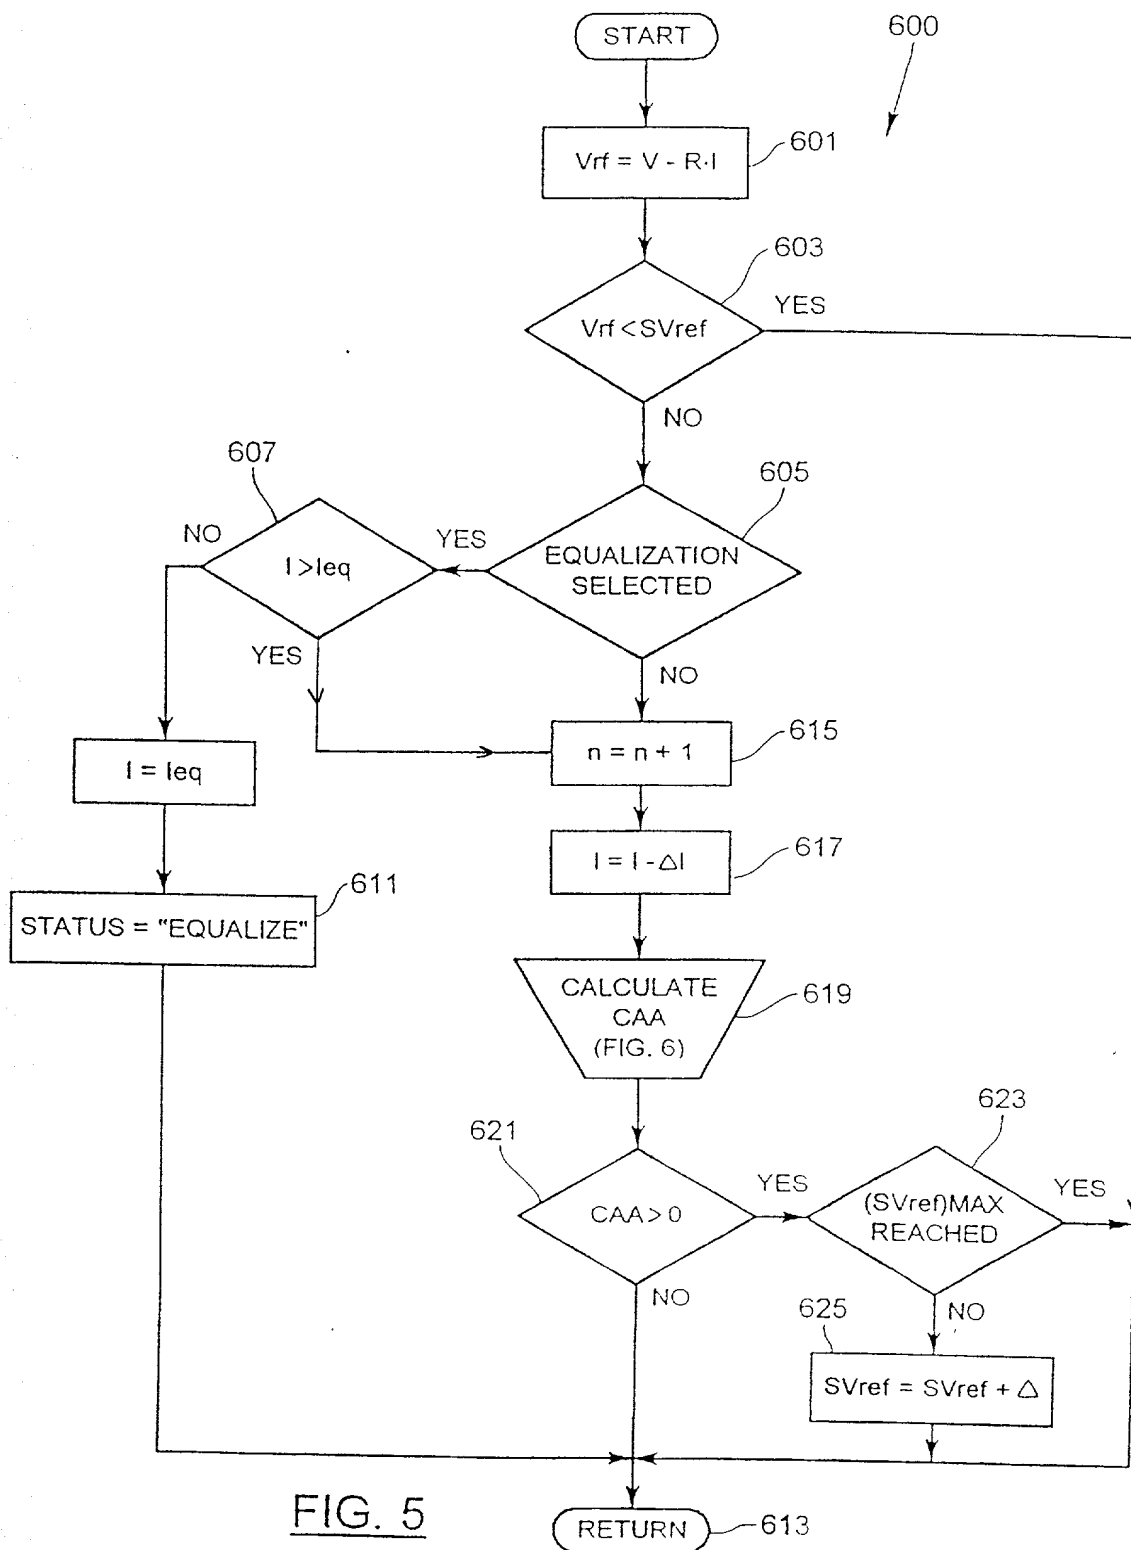 START
600
Vrf = V - R·I
601
603
Vrf < SVref
YES
NO
607
605
NO
I > Ieq
YES
EQUALIZATION
SELECTED
YES
NO
n = n + 1
615
I = Ieq
I = I - ΔI
617
STATUS = "EQUALIZE"
611
CALCULATE
CAA
(FIG. 6)
619
621
623
CAA > 0
YES
(SVref)MAX
REACHED
YES
NO
NO
625
SVref = SVref + Δ
FIG. 5
RETURN
613